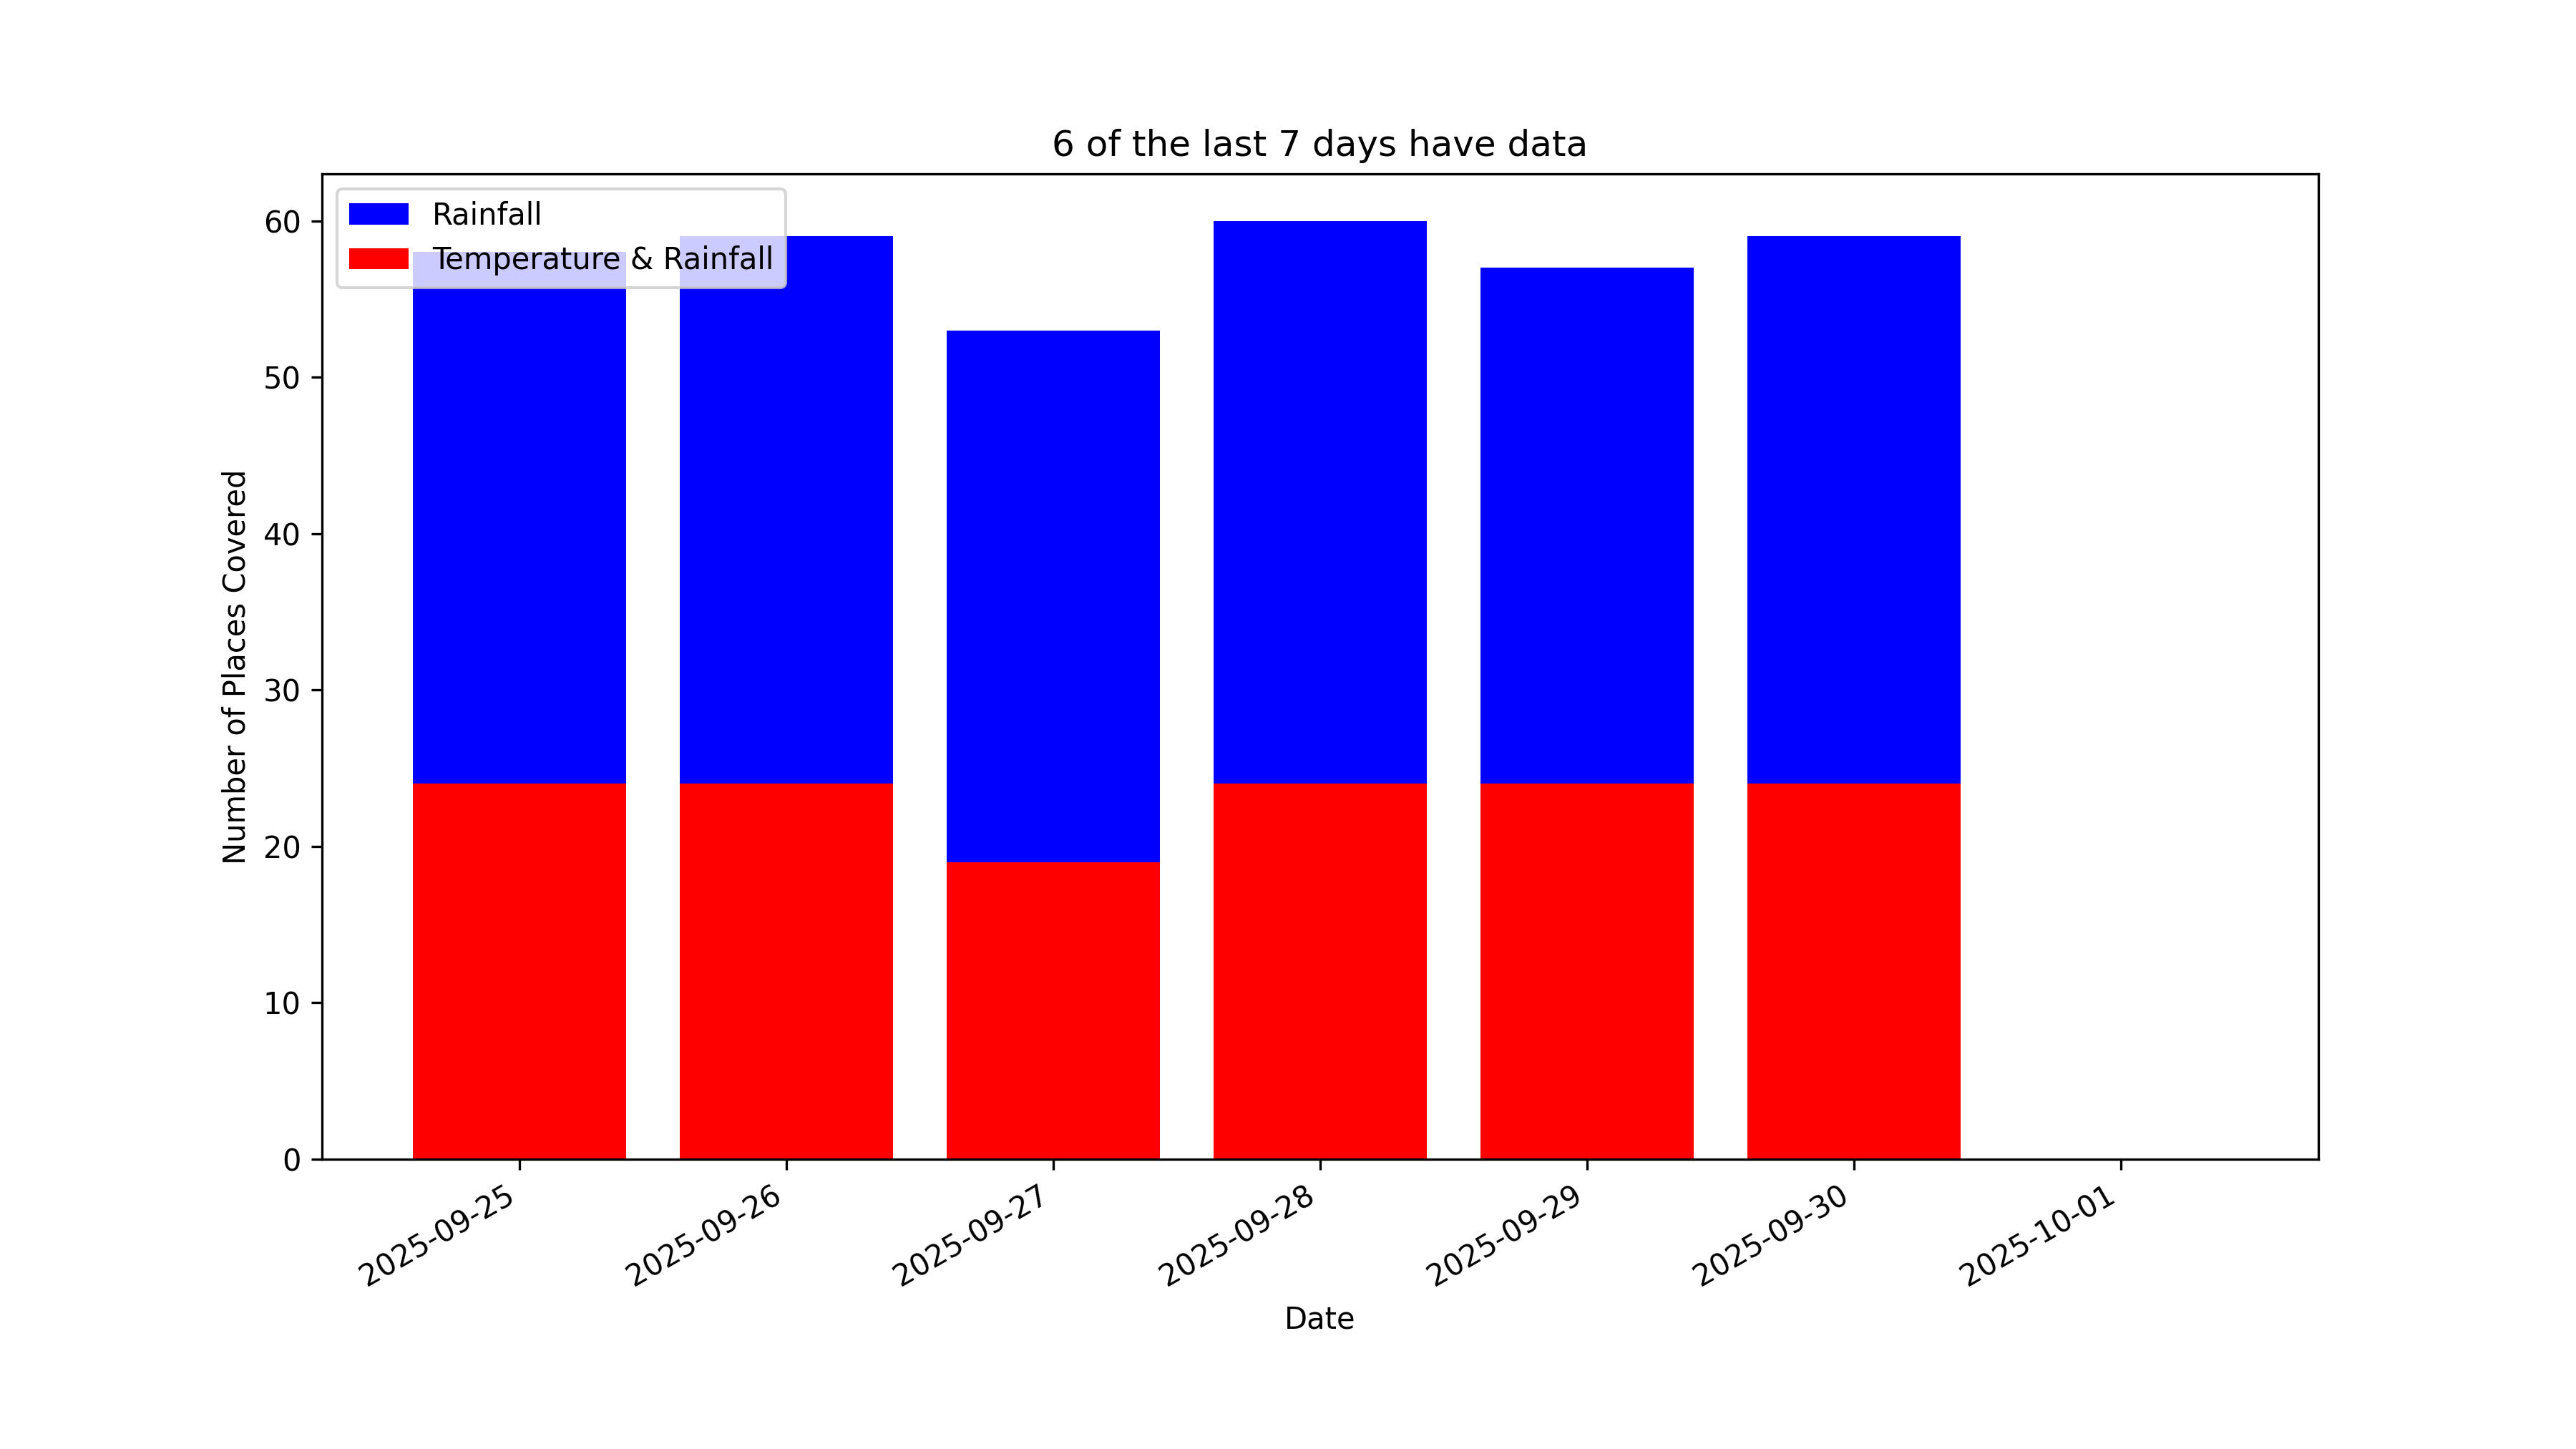 6 of the last 7 days have data
Rainfall
Temperature & Rainfall
Number of Places Covered
60
50
40
30
20
10
0
2025-09-25
2025-09-26
2025-09-27
2025-09-28
2025-09-29
2025-09-30
2025-10-01
Date